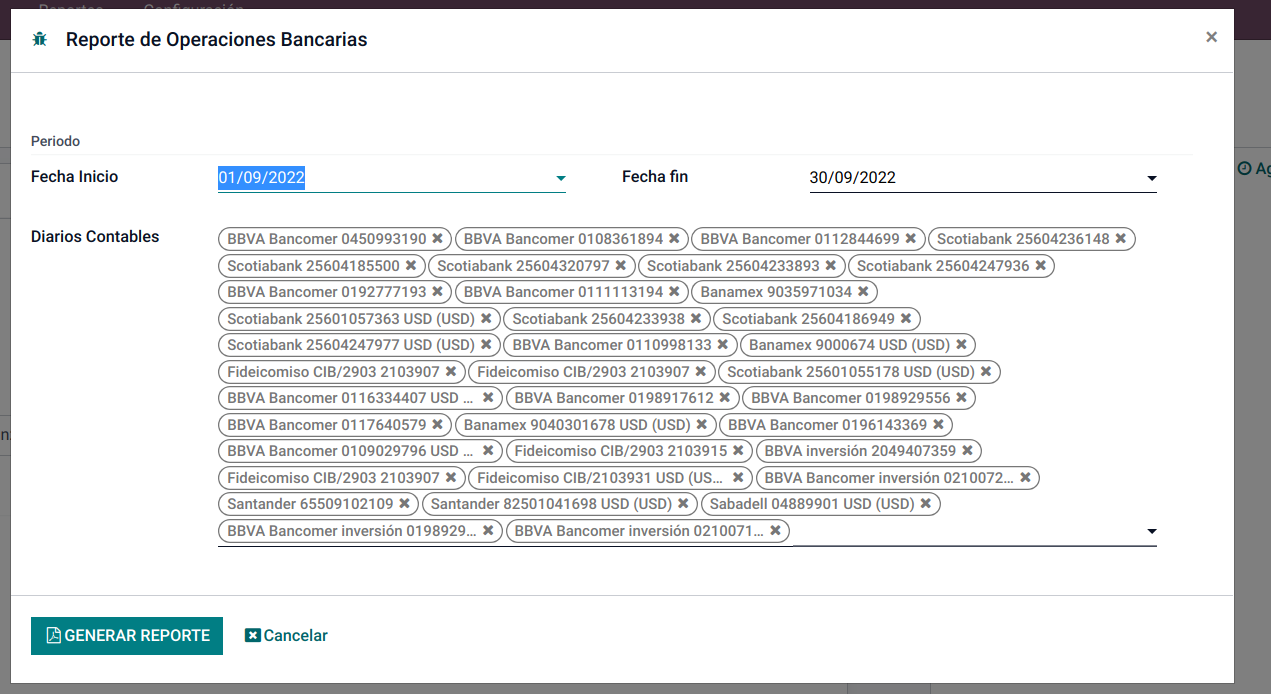 Reportes Configuración
Reporte de Operaciones Bancarias ×
Periodo
Fecha Inicio 01/09/2022 Fecha fin 30/09/2022
Ag
Diarios Contables BBVA Bancomer 0450993190 BBVA Bancomer 0108361894 BBVA Bancomer 0112844699 Scotiabank 25604236148
Scotiabank 25604185500 Scotiabank 25604320797 Scotiabank 25604233893 Scotiabank 25604247936
BBVA Bancomer 0192777193 BBVA Bancomer 0111113194 Banamex 9035971034
Scotiabank 25601057363 USD (USD) Scotiabank 25604233938 Scotiabank 25604186949
Scotiabank 25604247977 USD (USD) BBVA Bancomer 0110998133 Banamex 9000674 USD (USD)
Fideicomiso CIB/2903 2103907 Fideicomiso CIB/2903 2103907 Scotiabank 25601055178 USD (USD)
BBVA Bancomer 0116334407 USD ... BBVA Bancomer 0198917612 BBVA Bancomer 0198929556
BBVA Bancomer 0117640579 Banamex 9040301678 USD (USD) BBVA Bancomer 0196143369
BBVA Bancomer 0109029796 USD ... Fideicomiso CIB/2903 2103915 BBVA inversión 2049407359
Fideicomiso CIB/2903 2103907 Fideicomiso CIB/2103931 USD (US... BBVA Bancomer inversión 0210072...
Santander 65509102109 Santander 82501041698 USD (USD) Sabadell 04889901 USD (USD)
BBVA Bancomer inversión 0198929... BBVA Bancomer inversión 0210071...
GENERAR REPORTE Cancelar